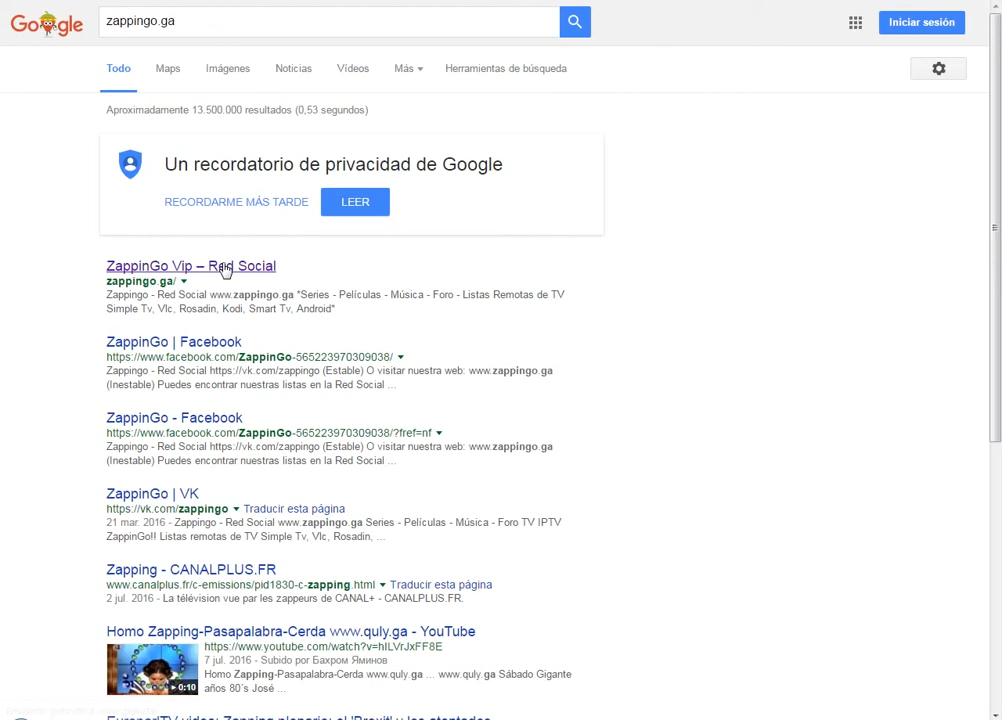 Google
zappingo.ga
Iniciar sesión
Todo Maps Imágenes Noticias Vídeos Más Herramientas de búsqueda
Aproximadamente 13.500.000 resultados (0,53 segundos)
Un recordatorio de privacidad de Google
RECORDARME MÁS TARDE LEER
ZappinGo Vip – Red Social
zappingo.ga/
Zappingo - Red Social www.zappingo.ga *Series - Películas - Música - Foro - Listas Remotas de TV
Simple Tv, Vlc, Rosadin, Kodi, Smart Tv, Android*
ZappinGo | Facebook
https://www.facebook.com/ZappinGo-565223970309038/
Zappingo - Red Social https://vk.com/zappingo (Estable) O visitar nuestra web: www.zappingo.ga
(Inestable) Puedes encontrar nuestras listas en la Red Social ...
ZappinGo - Facebook
https://www.facebook.com/ZappinGo-565223970309038/?fref=nf
Zappingo - Red Social https://vk.com/zappingo (Estable) O visitar nuestra web: www.zappingo.ga
(Inestable) Puedes encontrar nuestras listas en la Red Social ...
ZappinGo | VK
https://vk.com/zappingo Traducir esta página
21 mar. 2016 - Zappingo - Red Social www.zappingo.ga Series - Películas - Música - Foro TV IPTV
ZappinGo!! Listas remotas de TV Simple Tv, Vlc, Rosadin, ...
Zapping - CANALPLUS.FR
www.canalplus.fr/c-emissions/pid1830-c-zapping.html Traducir esta página
2 jul. 2016 - La télévision vue par les zappeurs de CANAL+ - CANALPLUS.FR.
Homo Zapping-Pasapalabra-Cerda www.quly.ga - YouTube
https://www.youtube.com/watch?v=hILVrJxFF8E
7 jul. 2016 - Subido por Бахром Яминов
Homo Zapping-Pasapalabra-Cerda www.quly.ga ... www.quly.ga Sábado Gigante
años 80´s José ...
0:10